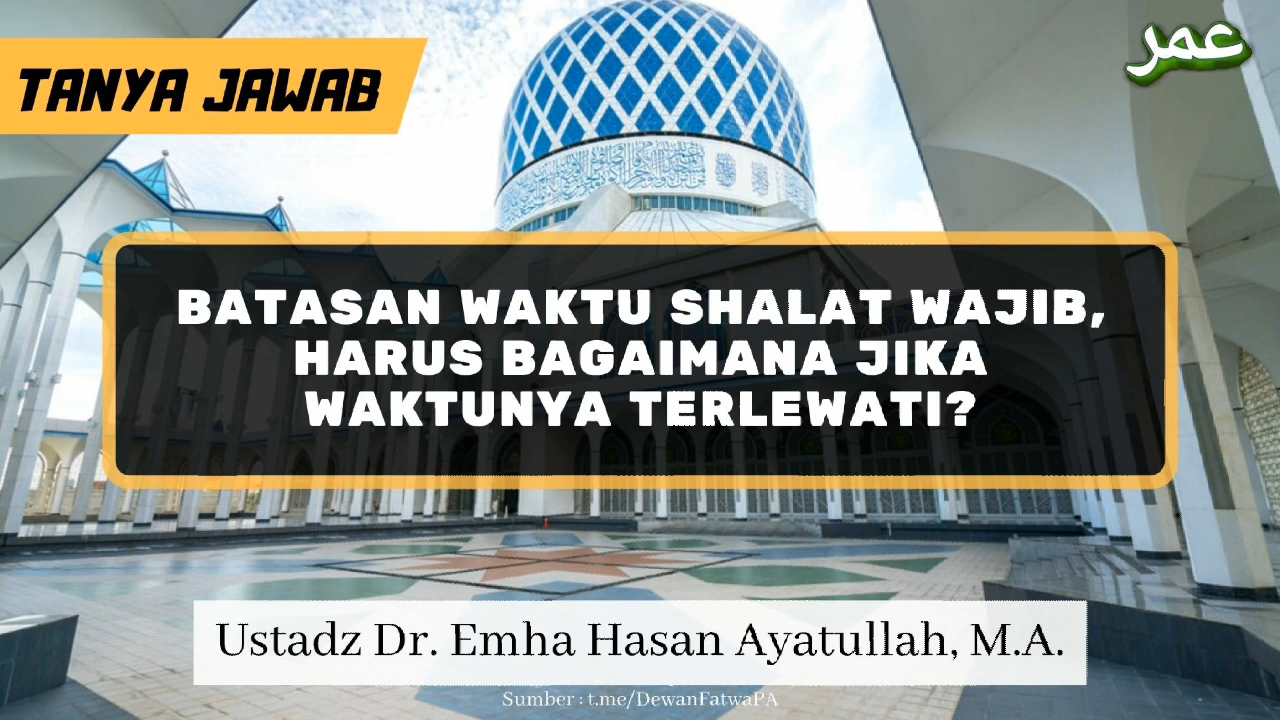 TANYA JAWAB
عمر
BATASAN WAKTU SHALAT WAJIB,
HARUS BAGAIMANA JIKA
WAKTUNYA TERLEWATI?
Ustadz Dr. Emha Hasan Ayatullah, M.A.
Sumber : t.me/DewanFatwaPA